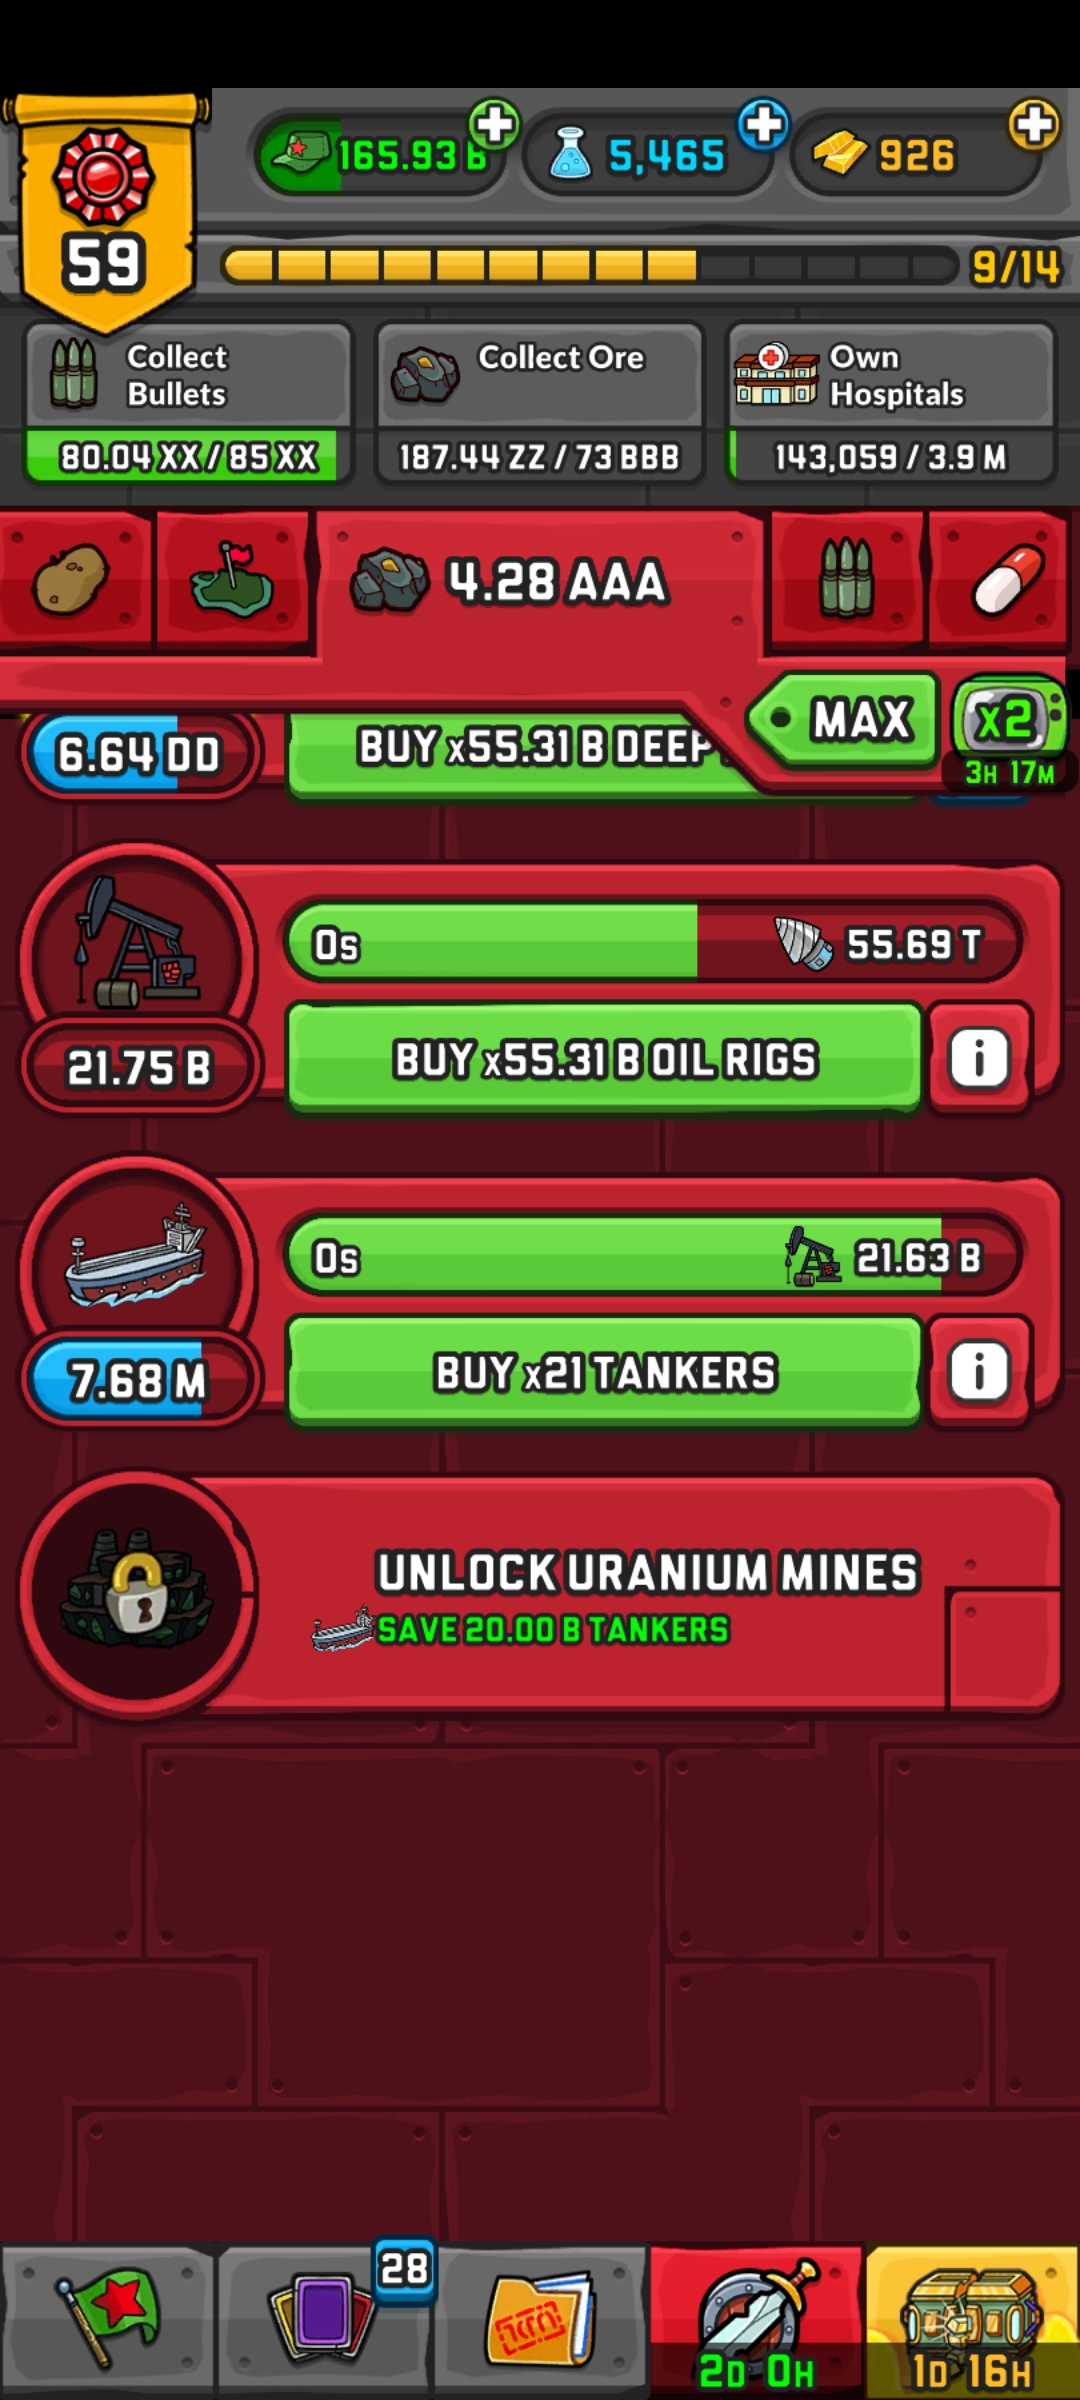 165.93 B
5,465
926
59
9/14
Collect
Bullets
80.04 XX / 85 XX
Collect Ore
187.44 ZZ / 73 BBB
Own
Hospitals
143,059 / 3.9 M
4.28 AAA
MAX
x2
3H 17M
6.64 DD
BUY x55.31 B DEEP
0s
55.69 T
21.75 B
BUY x55.31 B OIL RIGS
i
0s
21.63 B
7.68 M
BUY x21 TANKERS
i
UNLOCK URANIUM MINES
SAVE 20.00 B TANKERS
28
2D 0H
1D 16H